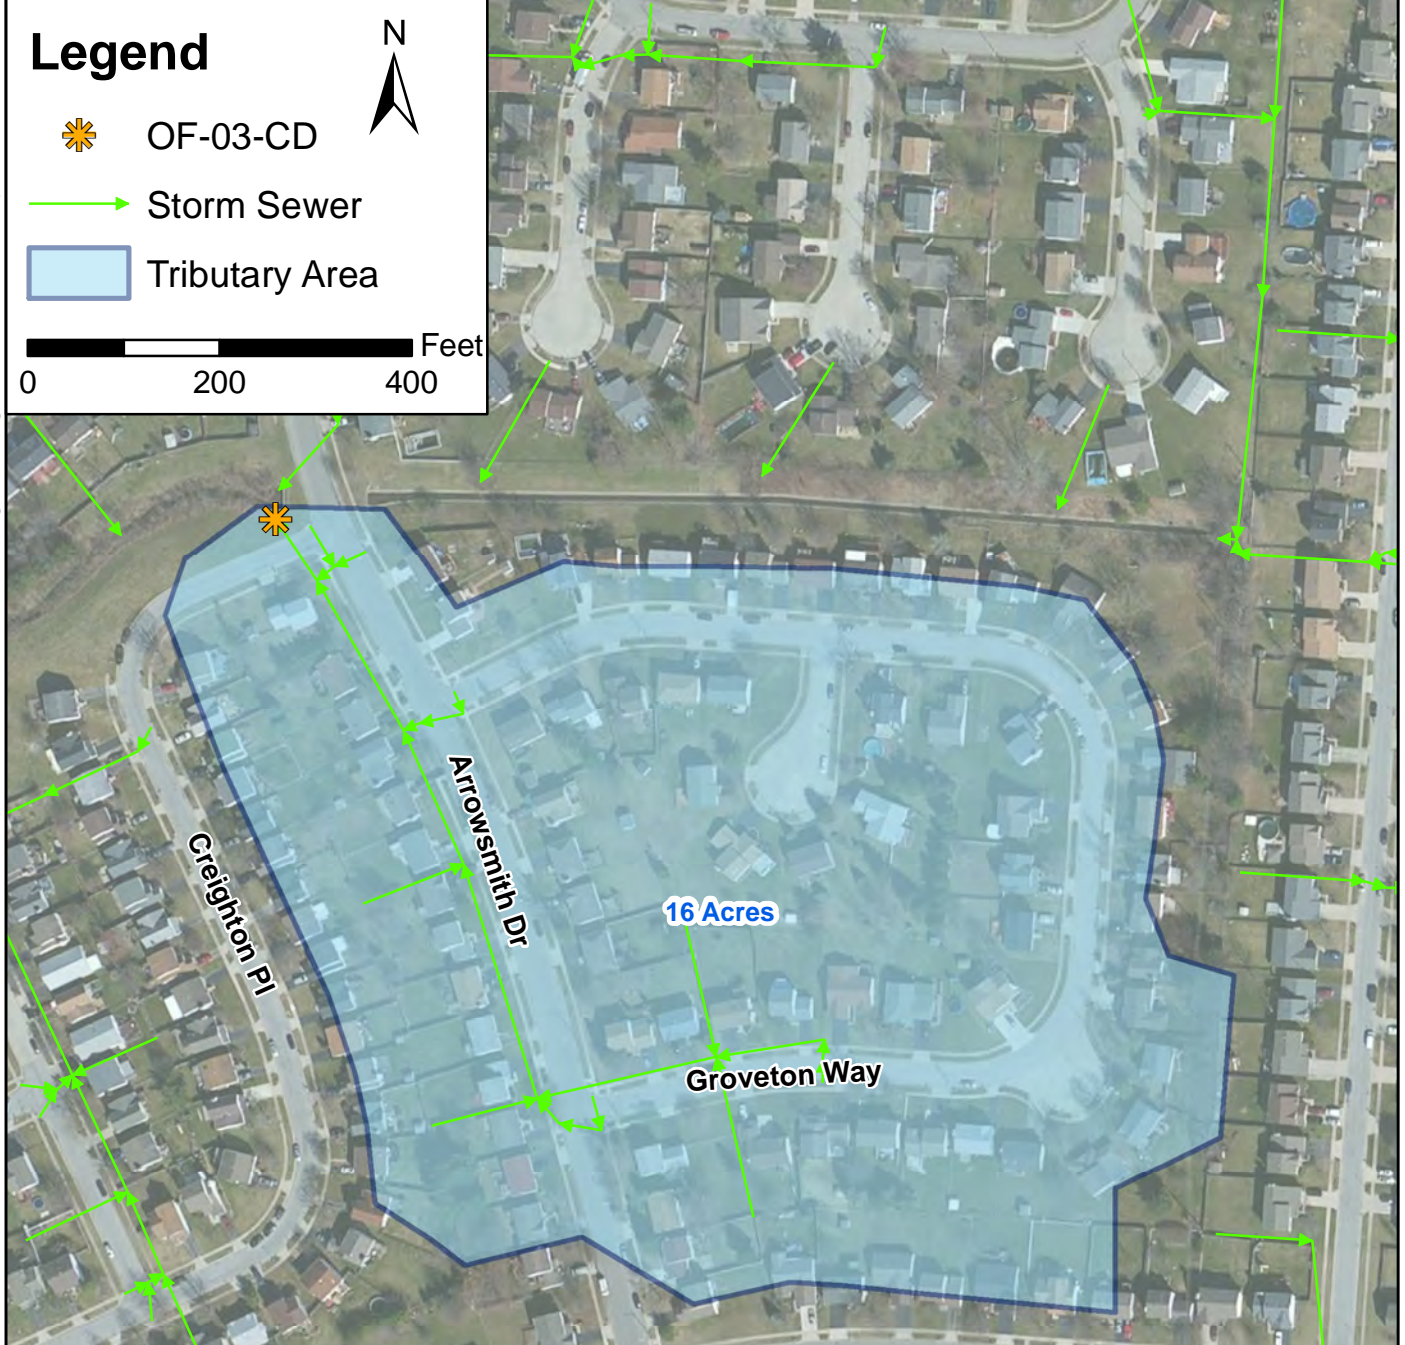 Legend
N
OF-03-CD
Storm Sewer
Tributary Area
Feet
0 200 400
Arrowsmith Dr
Creighton Pl
16 Acres
Groveton Way